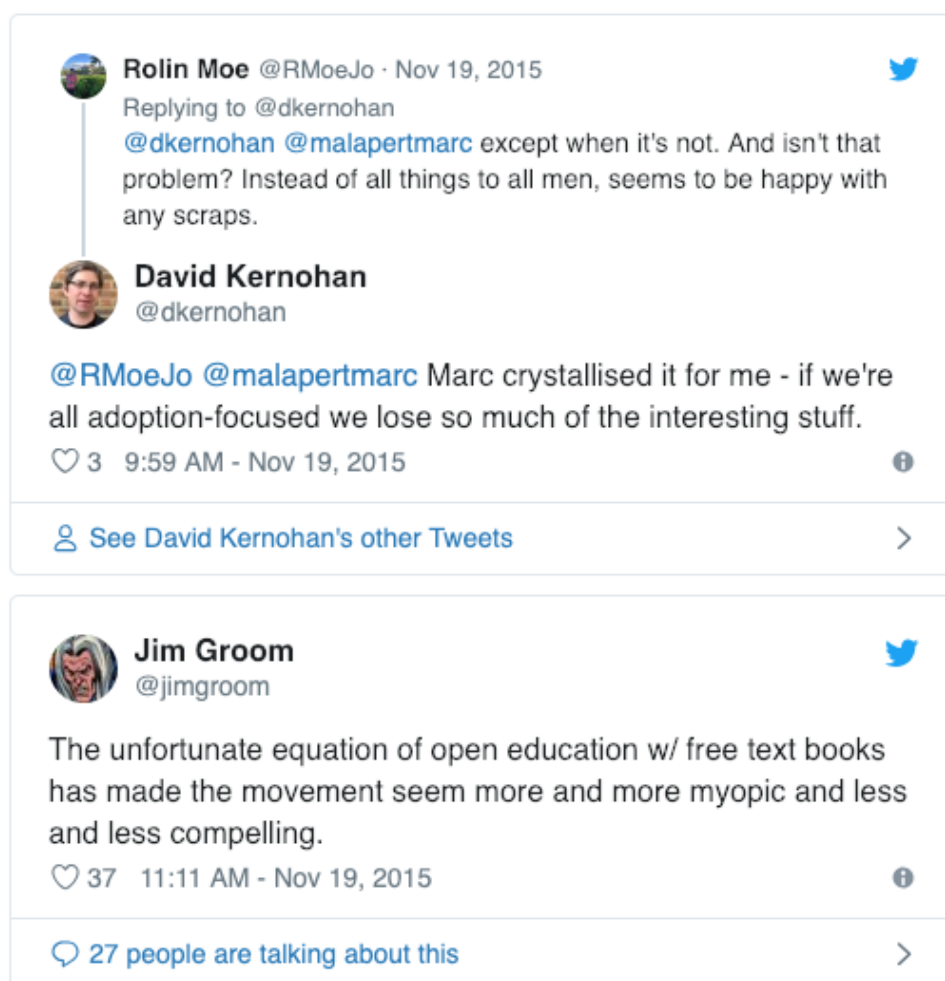 Rolin Moe @RMoeJo · Nov 19, 2015
Replying to @dkernohan
@dkernohan @malapertmarc except when it's not. And isn't that
problem? Instead of all things to all men, seems to be happy with
any scraps.
David Kernohan
@dkernohan
@RMoeJo @malapertmarc Marc crystallised it for me - if we're
all adoption-focused we lose so much of the interesting stuff.
3 9:59 AM - Nov 19, 2015
See David Kernohan's other Tweets
Jim Groom
@jimgroom
The unfortunate equation of open education w/ free text books
has made the movement seem more and more myopic and less
and less compelling.
37 11:11 AM - Nov 19, 2015
27 people are talking about this